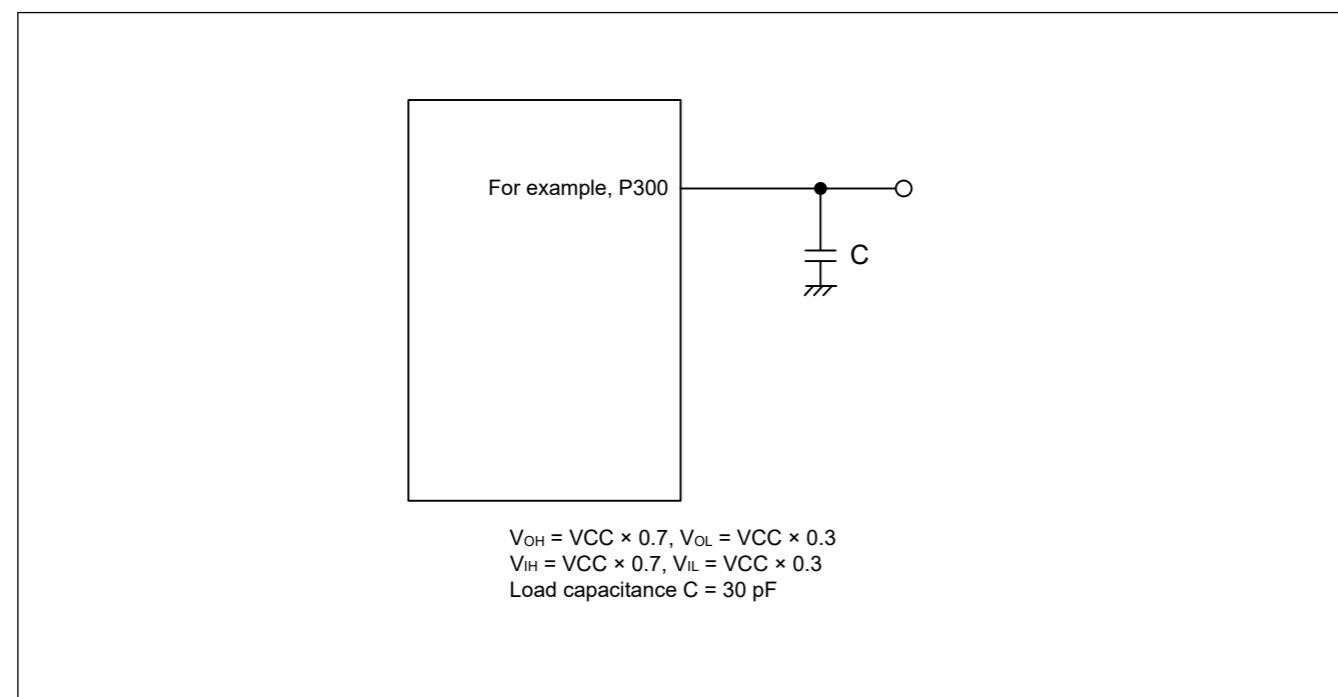 For example, P300
C
VOH = VCC × 0.7, VOL = VCC × 0.3
VIH = VCC × 0.7, VIL = VCC × 0.3
Load capacitance C = 30 pF